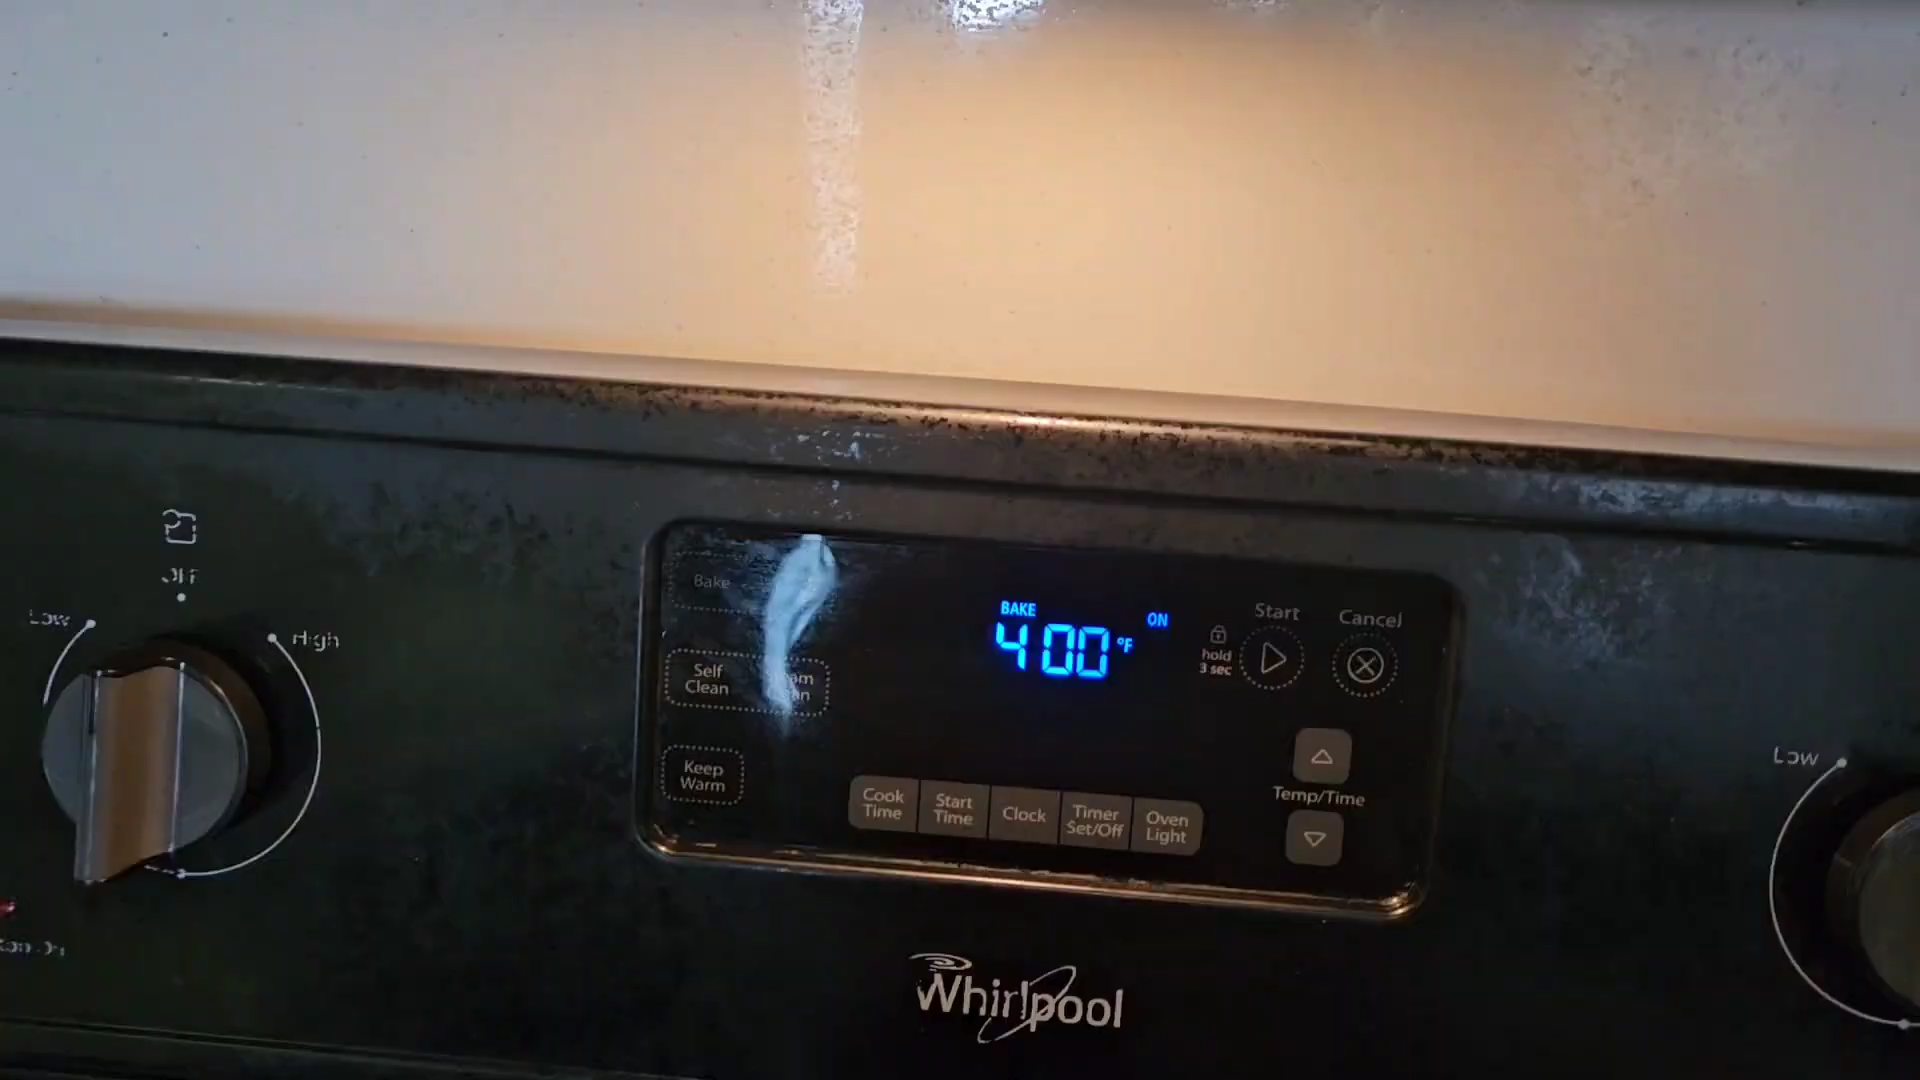 OFF
Low
High
Bake
Self
Clean
Keep
Warm
BAKE
ON
400°F
hold
3 sec
Start
Cancel
Temp/Time
Cook
Time
Start
Time
Clock
Timer
Set/Off
Oven
Light
Low
Whirlpool